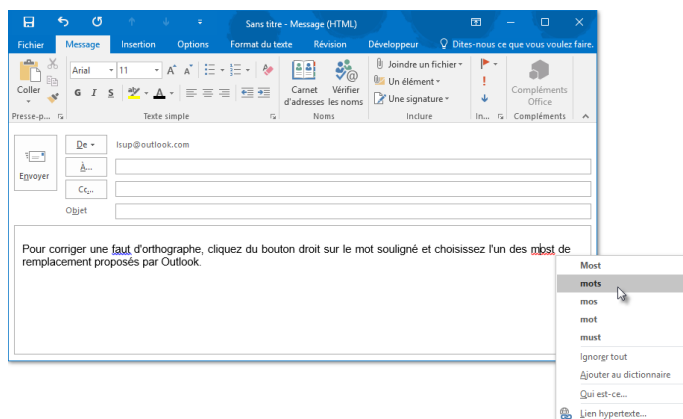 Sans titre - Message (HTML)
Fichier Message Insertion Options Format du texte Révision Développeur Dites-nous ce que vous voulez faire.
Coller
Arial 11
G I S A
Carnet d'adresses
Vérifier les noms
Joindre un fichier
Un élément
Une signature
Compléments Office
Presse-p... Texte simple Noms Inclure In... Compléments
Envoyer
De lsup@outlook.com
À...
Cc...
Objet
Pour corriger une faut d'orthographe, cliquez du bouton droit sur le mot souligné et choisissez l'un des most de
remplacement proposés par Outlook.
Most
mots
mos
mot
must
Ignorer tout
Ajouter au dictionnaire
Qui est-ce...
Lien hypertexte...